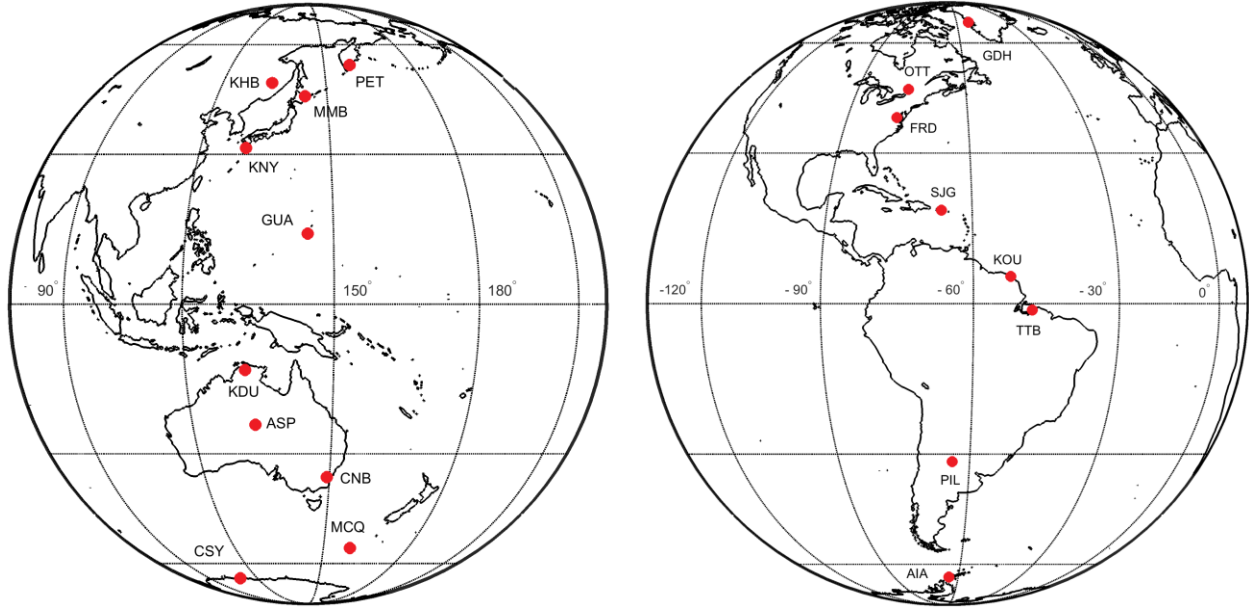 KHB
PET
MMB
KNY
GUA
90°
150°
180°
KDU
ASP
CNB
MCQ
CSY
GDH
OTT
FRD
SJG
KOU
-120°
- 90°
- 60°
- 30°
0°
TTB
PIL
AIA